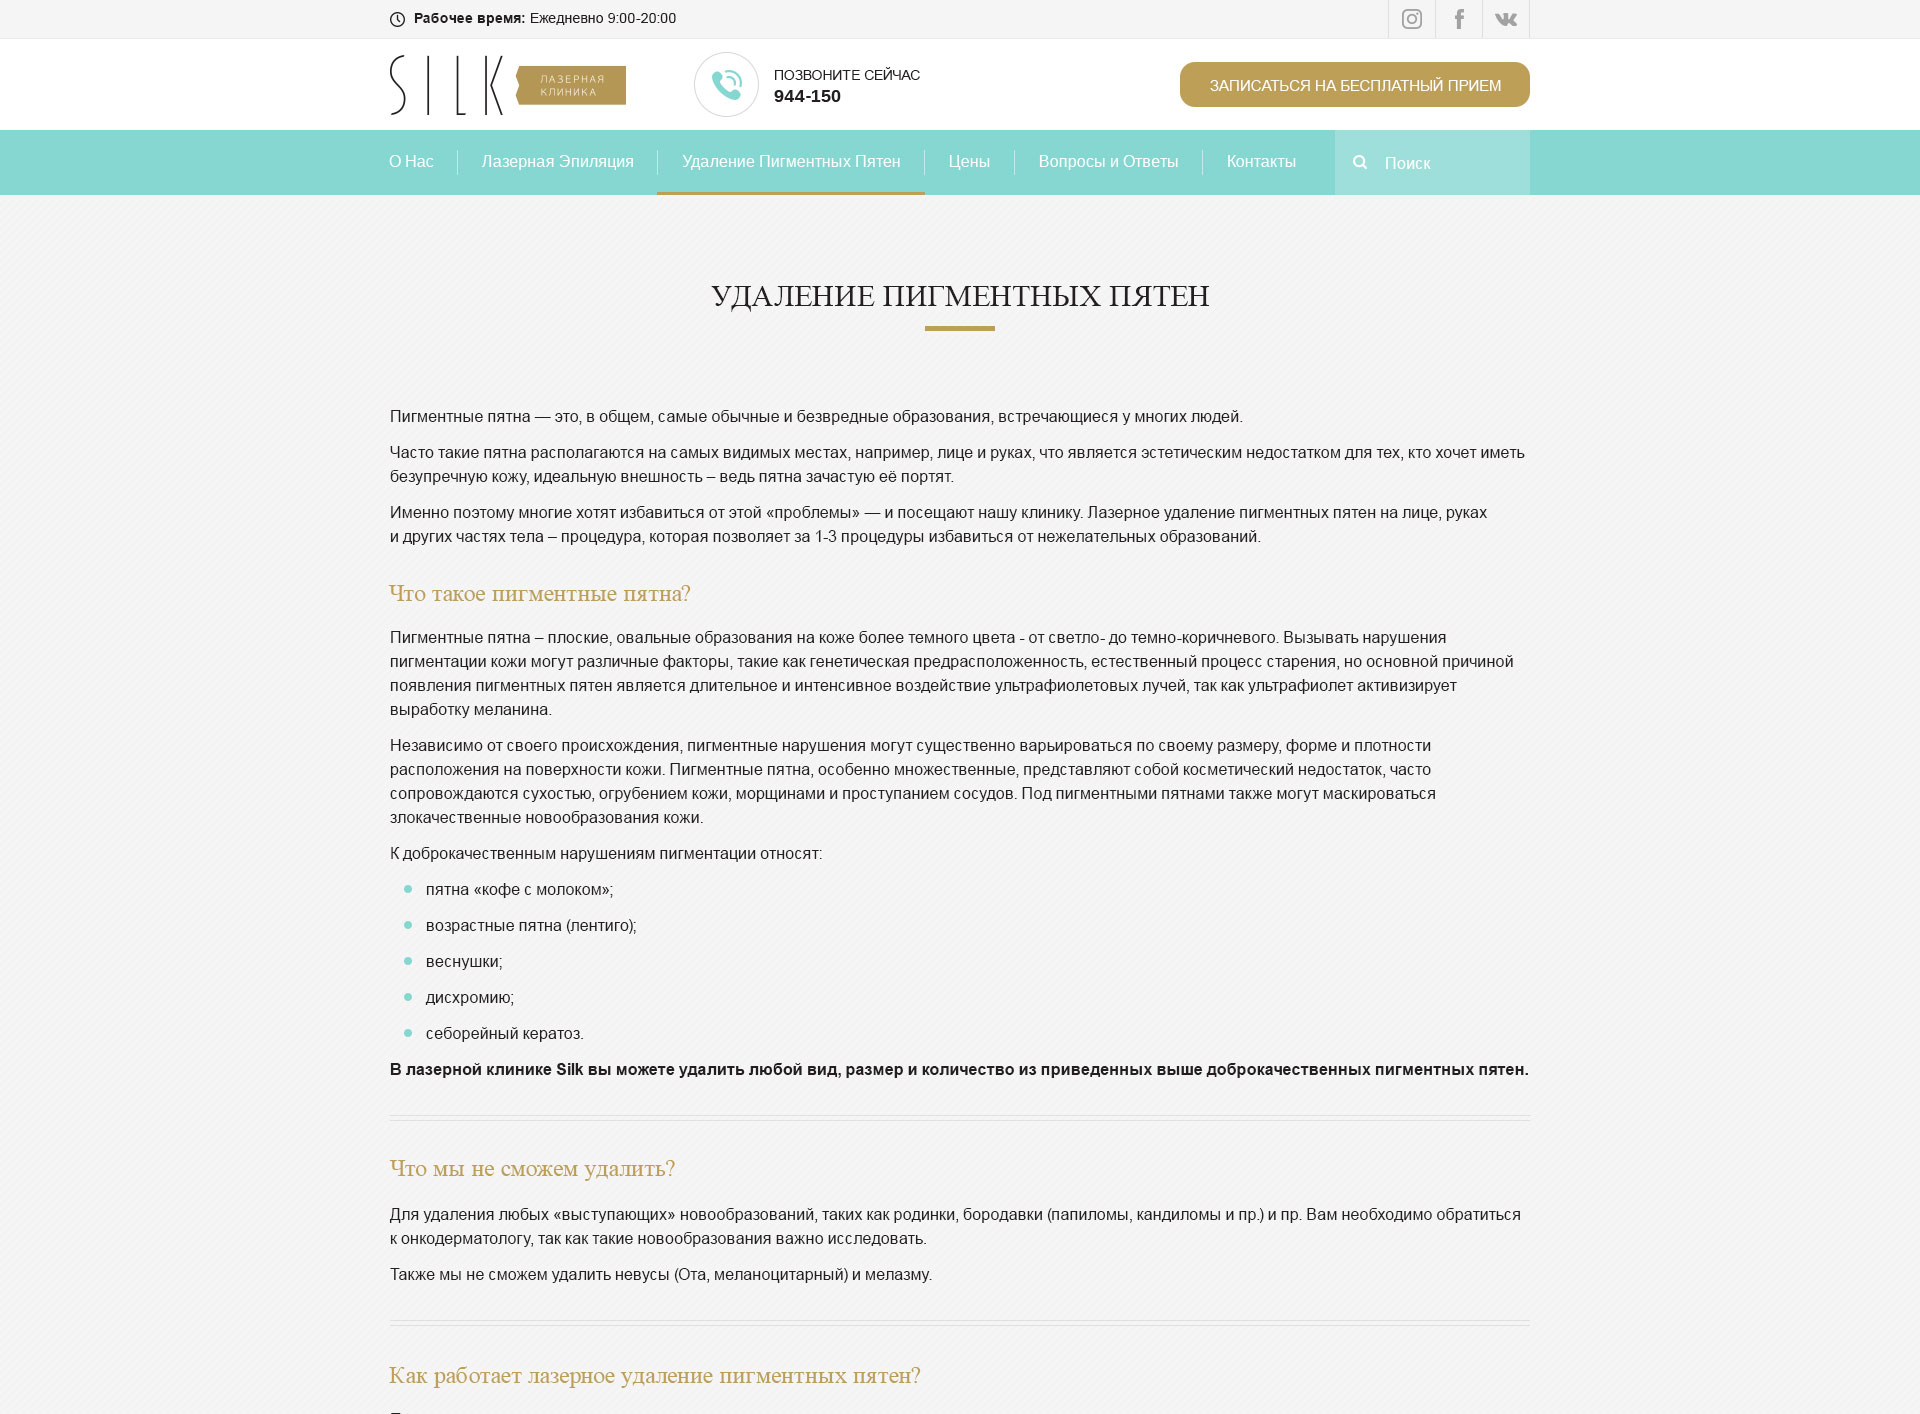 Рабочее время: Ежедневно 9:00-20:00
SILK
ЛАЗЕРНАЯ
КЛИНИКА
ПОЗВОНИТЕ СЕЙЧАС
944-150
ЗАПИСАТЬСЯ НА БЕСПЛАТНЫЙ ПРИЕМ
О Нас
Лазерная Эпиляция
Удаление Пигментных Пятен
Цены
Вопросы и Ответы
Контакты
Поиск
УДАЛЕНИЕ ПИГМЕНТНЫХ ПЯТЕН
Пигментные пятна — это, в общем, самые обычные и безвредные образования, встречающиеся у многих людей.
Часто такие пятна располагаются на самых видимых местах, например, лице и руках, что является эстетическим недостатком для тех, кто хочет иметь
безупречную кожу, идеальную внешность – ведь пятна зачастую её портят.
Именно поэтому многие хотят избавиться от этой «проблемы» — и посещают нашу клинику. Лазерное удаление пигментных пятен на лице, руках
и других частях тела – процедура, которая позволяет за 1-3 процедуры избавиться от нежелательных образований.
Что такое пигментные пятна?
Пигментные пятна – плоские, овальные образования на коже более темного цвета - от светло- до темно-коричневого. Вызывать нарушения
пигментации кожи могут различные факторы, такие как генетическая предрасположенность, естественный процесс старения, но основной причиной
появления пигментных пятен является длительное и интенсивное воздействие ультрафиолетовых лучей, так как ультрафиолет активизирует
выработку меланина.
Независимо от своего происхождения, пигментные нарушения могут существенно варьироваться по своему размеру, форме и плотности
расположения на поверхности кожи. Пигментные пятна, особенно множественные, представляют собой косметический недостаток, часто
сопровождаются сухостью, огрубением кожи, морщинами и проступанием сосудов. Под пигментными пятнами также могут маскироваться
злокачественные новообразования кожи.
К доброкачественным нарушениям пигментации относят:
пятна «кофе с молоком»;
возрастные пятна (лентиго);
веснушки;
дисхромию;
себорейный кератоз.
В лазерной клинике Silk вы можете удалить любой вид, размер и количество из приведенных выше доброкачественных пигментных пятен.
Что мы не сможем удалить?
Для удаления любых «выступающих» новообразований, таких как родинки, бородавки (папиломы, кандиломы и пр.) и пр. Вам необходимо обратиться
к онкодерматологу, так как такие новообразования важно исследовать.
Также мы не сможем удалить невусы (Ота, меланоцитарный) и мелазму.
Как работает лазерное удаление пигментных пятен?